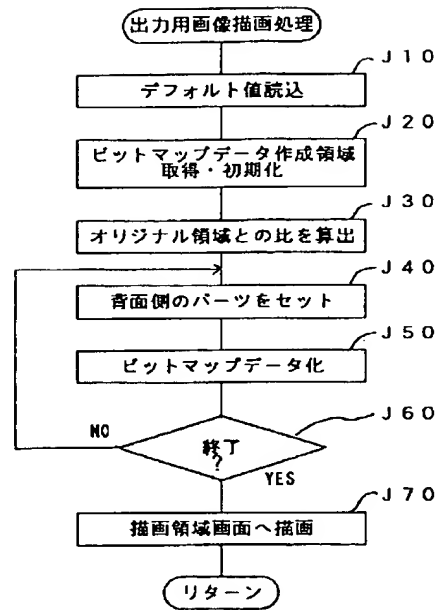 出力用画像描画処理
J10
デフォルト値読込
J20
ビットマップデータ作成領域
取得・初期化
J30
オリジナル領域との比を算出
J40
背面側のパーツをセット
J50
ビットマップデータ化
J60
NO
終了
?
YES
J70
描画領域画面へ描画
リターン